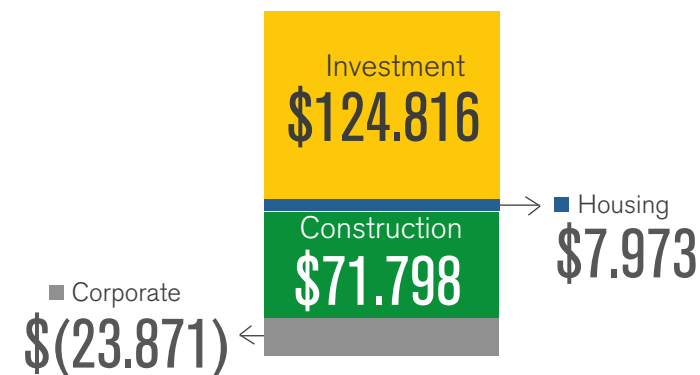 Investment
$124.816
Housing
$7.973
Construction
$71.798
Corporate
$(23.871)